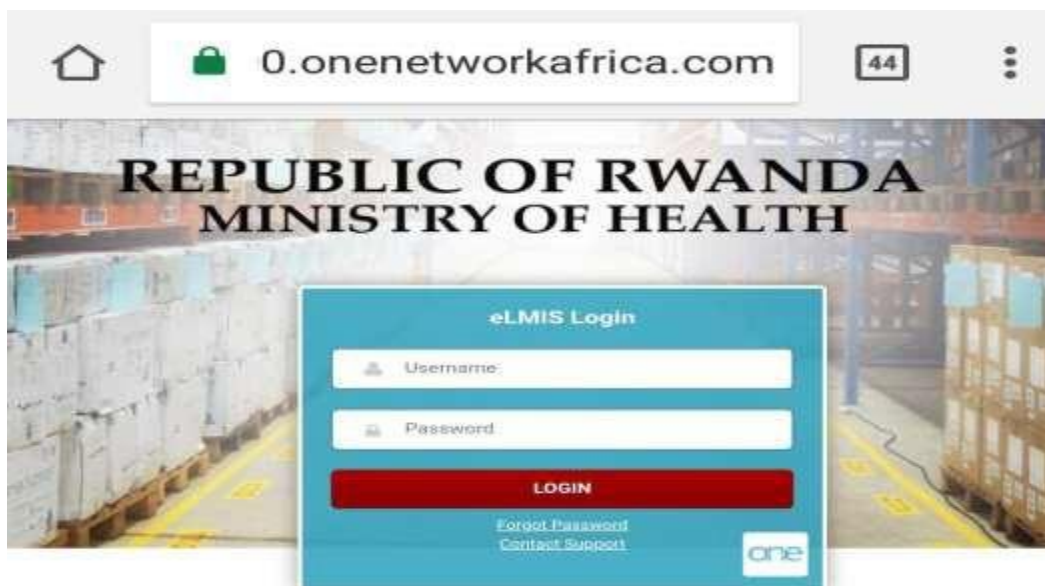 0.onenetworkafrica.com 44
REPUBLIC OF RWANDA
MINISTRY OF HEALTH
eLMIS Login
Username
Password
LOGIN
Forgot Password
Contact Support
one